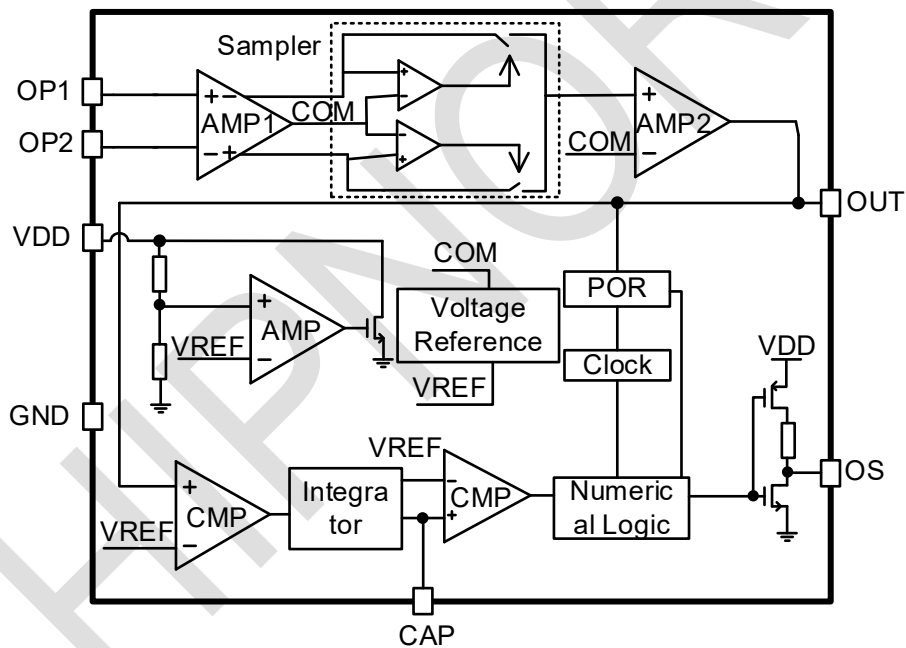 Sampler
OP1
+ −
AMP1
− +
COM
+
−
−
+
+
AMP2
COM
−
OP2
OUT
VDD
COM
POR
+
AMP
VREF
−
Voltage
Reference
Clock
VDD
VREF
GND
VREF
OS
+
CMP
VREF
−
Integra
tor
−
CMP
+
Numeric
al Logic
CAP
HIPNOR